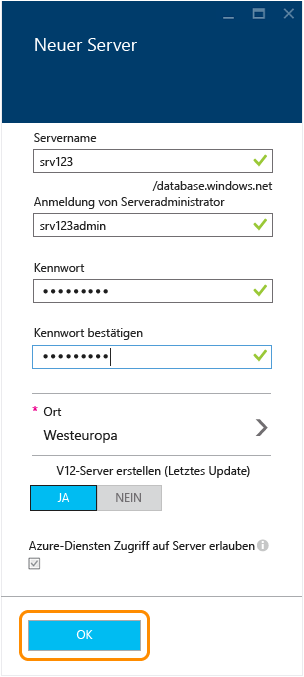 Neuer Server
Servername
srv123
/database.windows.net
Anmeldung von Serveradministrator
srv123admin
Kennwort
•••••••••
Kennwort bestätigen
•••••••••
* Ort
Westeuropa
V12-Server erstellen (Letztes Update)
JA NEIN
Azure-Diensten Zugriff auf Server erlauben
OK